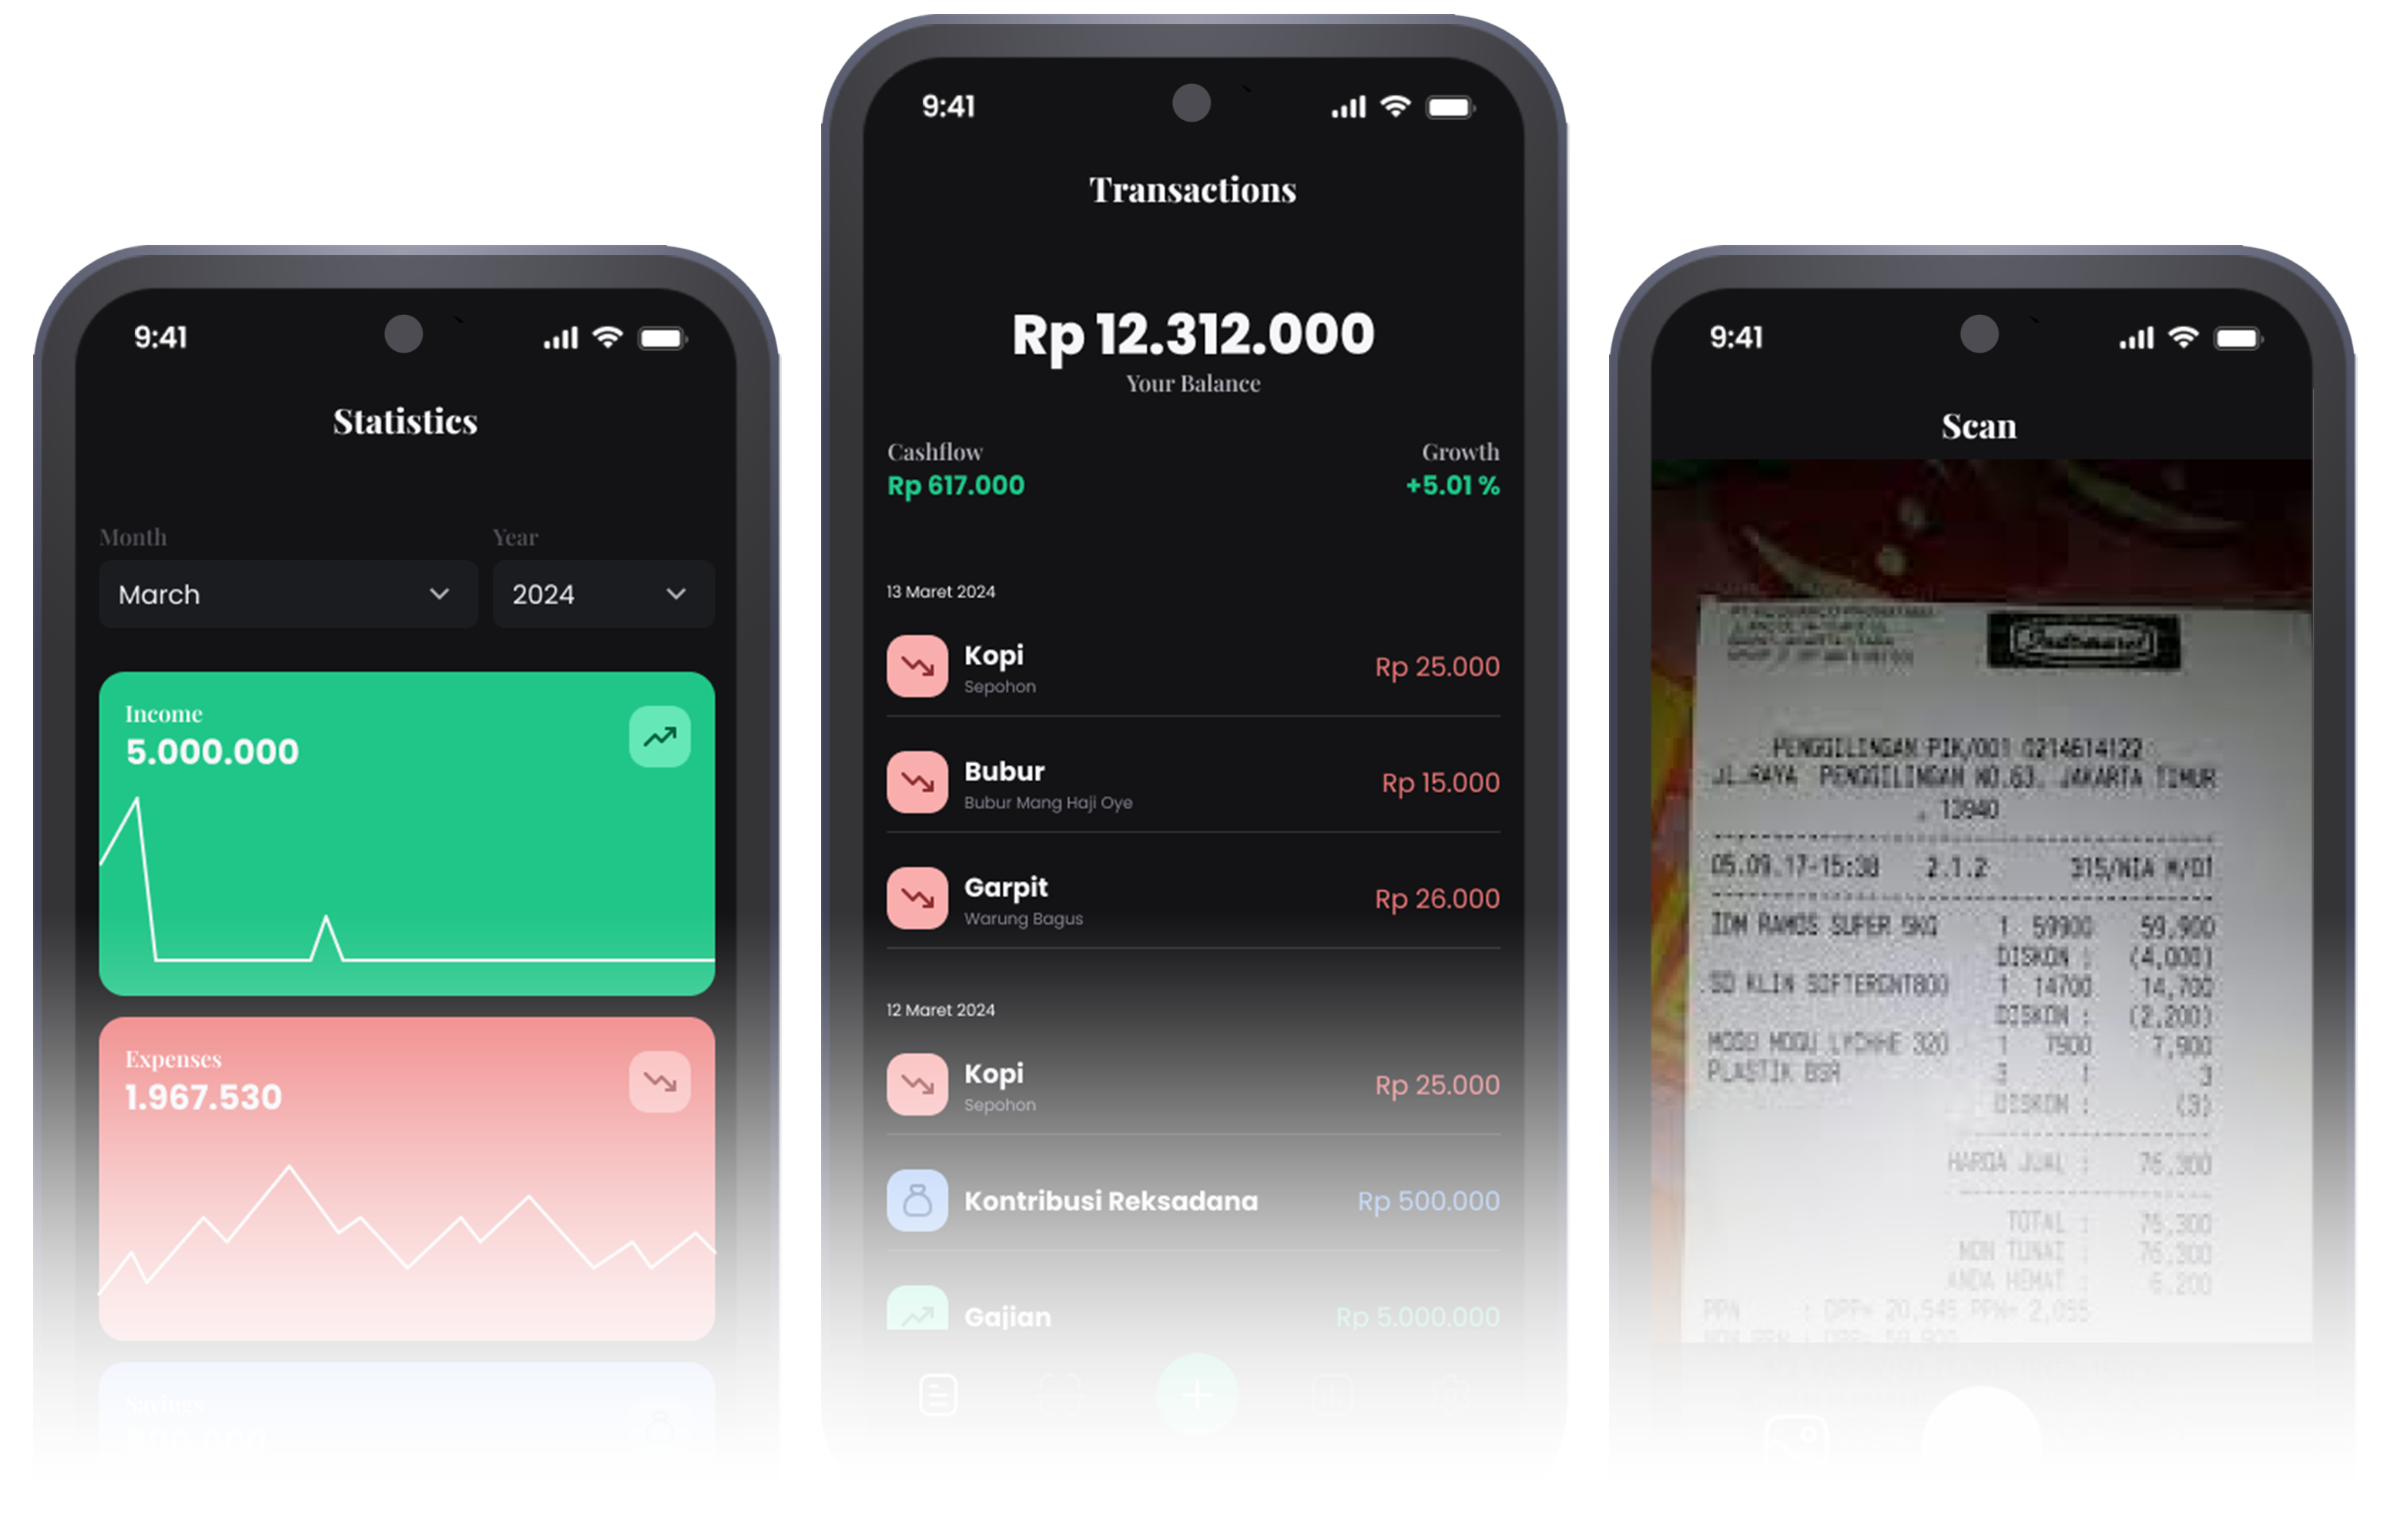 9:41
Statistics
Month
Year
March
2024
Income
5.000.000
Expenses
1.967.530
Savings
9:41
Transactions
Rp 12.312.000
Your Balance
Cashflow
Growth
Rp 617.000
+5.01 %
13 Maret 2024
Kopi
Rp 25.000
Sepohon
Bubur
Rp 15.000
Bubur Mang Haji Oye
Garpit
Rp 26.000
Warung Bagus
12 Maret 2024
Kopi
Rp 25.000
Sepohon
Kontribusi Reksadana
Rp 500.000
Gajian
Rp 5.000.000
9:41
Scan
Indomaret
PENGGILINGAN PIK/001 0214614122
JL.RAYA PENGGILINGAN NO.63. JAKARTA TIMUR
, 13940
05.09.17-15:38 2.1.2 315/NIA M/01
IDM RAMOS SUPER 5KG 1 59900 59,900
DISKON : (4,000)
SO KLIN SOFTERGNT800 1 14700 14,700
DISKON : (2,200)
MOGU MOGU LYCHHE 320 1 7900 7,900
PLASTIK BSR 3 1 3
DISKON : (3)
HARGA JUAL : 76,300
TOTAL : 76,300
NON TUNAI : 76,300
ANDA HEMAT : 6,200
PPN : DPP= 20,545 PPN= 2,055